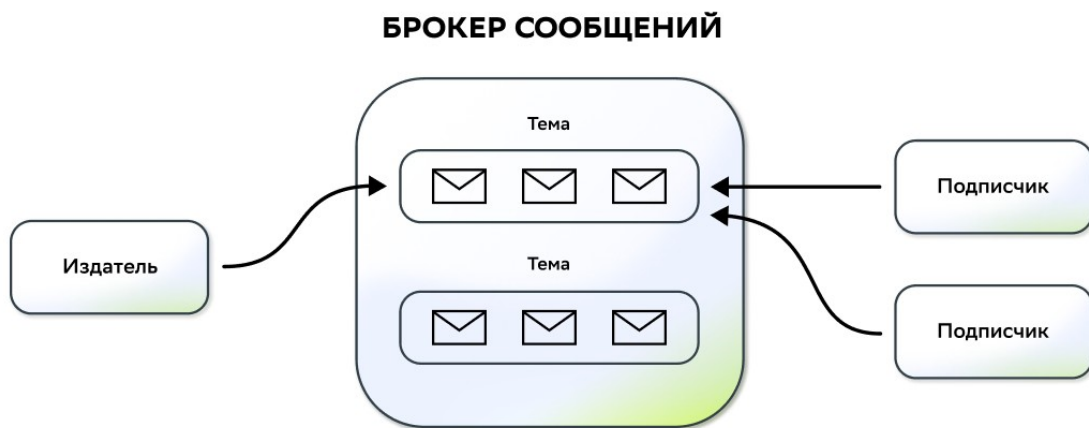 БРОКЕР СООБЩЕНИЙ
Тема
Издатель
Тема
Подписчик
Подписчик